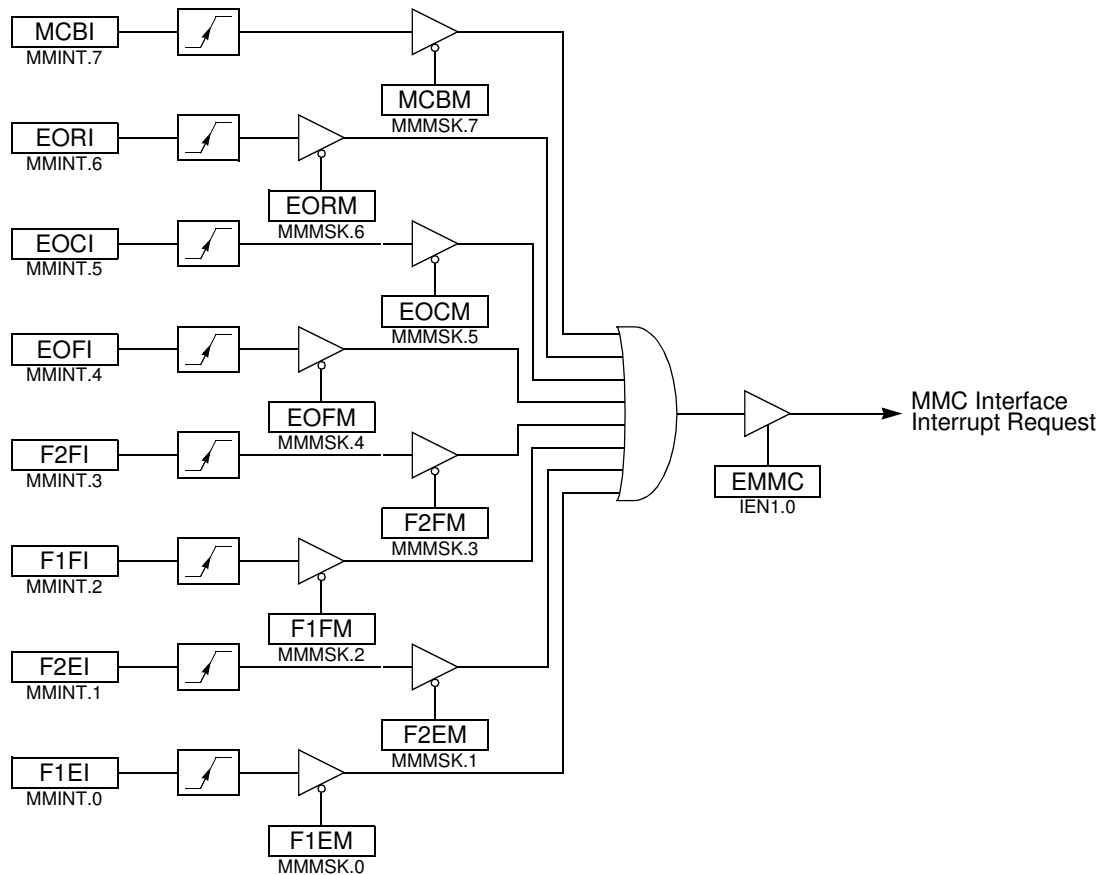 MCBI
MMINT.7
MCBM
MMMSK.7
EORI
MMINT.6
EORM
MMMSK.6
EOCI
MMINT.5
EOCM
MMMSK.5
EOFI
MMINT.4
EOFM
MMMSK.4
MMC Interface
Interrupt Request
EMMC
IEN1.0
F2FI
MMINT.3
F2FM
MMMSK.3
F1FI
MMINT.2
F1FM
MMMSK.2
F2EI
MMINT.1
F2EM
MMMSK.1
F1EI
MMINT.0
F1EM
MMMSK.0